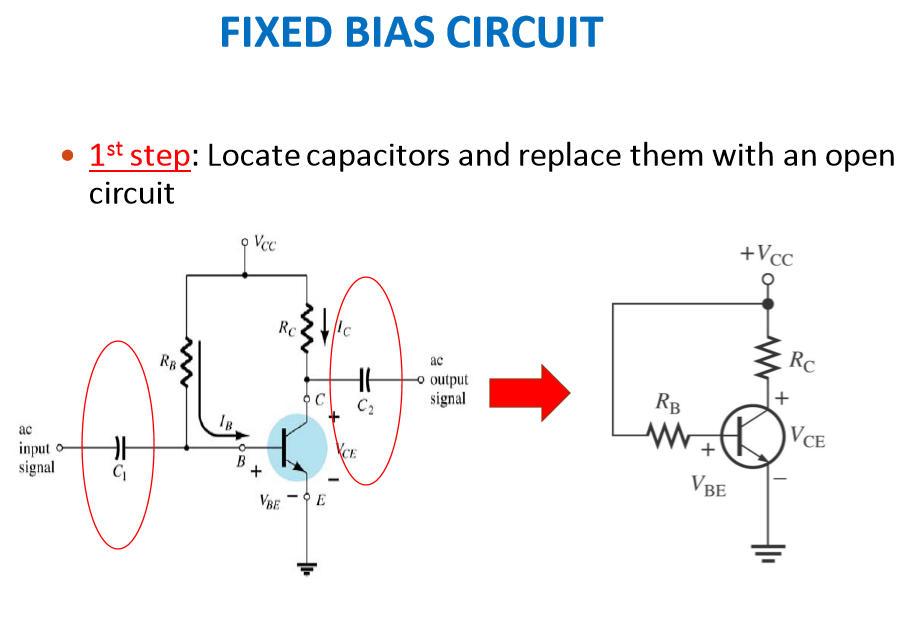 FIXED BIAS CIRCUIT
• 1st step: Locate capacitors and replace them with an open
circuit
VCC
RC
IC
RB
ac
output
signal
C
C2
+
IB
ac
input
signal
C1
B
+
VCE
−
VBE
−
E
+VCC
RC
RB
+
+
VCE
VBE
−